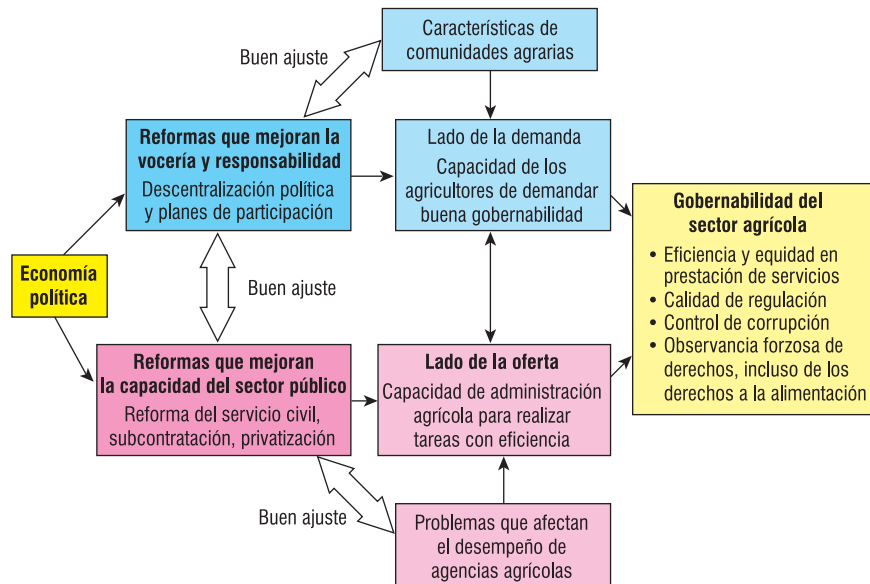 Características de
comunidades agrarias
Buen ajuste
Reformas que mejoran la
vocería y responsabilidad
Descentralización política
y planes de participación
Lado de la demanda
Capacidad de los
agricultores de demandar
buena gobernabilidad
Gobernabilidad del
sector agrícola
• Eficiencia y equidad en
prestación de servicios
• Calidad de regulación
• Control de corrupción
• Observancia forzosa de
derechos, incluso de los
derechos a la alimentación
Economía
política
Buen ajuste
Reformas que mejoran
la capacidad del sector público
Reforma del servicio civil,
subcontratación, privatización
Lado de la oferta
Capacidad de administración
agrícola para realizar
tareas con eficiencia
Buen ajuste
Problemas que afectan
el desempeño de
agencias agrícolas